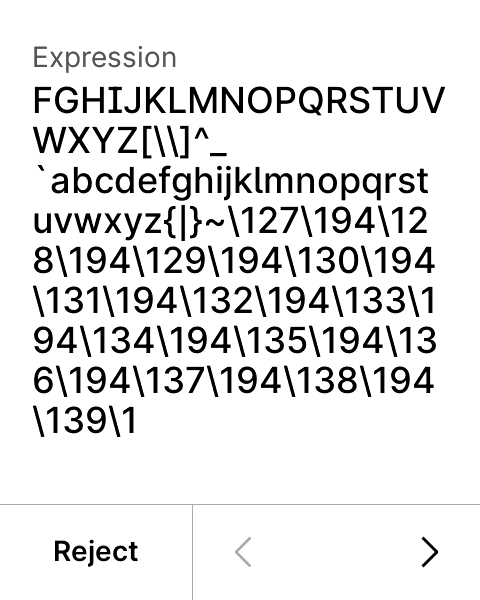 Expression
FGHIJKLMNOPQRSTUV
WXYZ[\\]^_
`abcdefghijklmnopqrst
uvwxyz{|}~\127\194\12
8\194\129\194\130\194
\131\194\132\194\133\1
94\134\194\135\194\13
6\194\137\194\138\194
\139\1
Reject